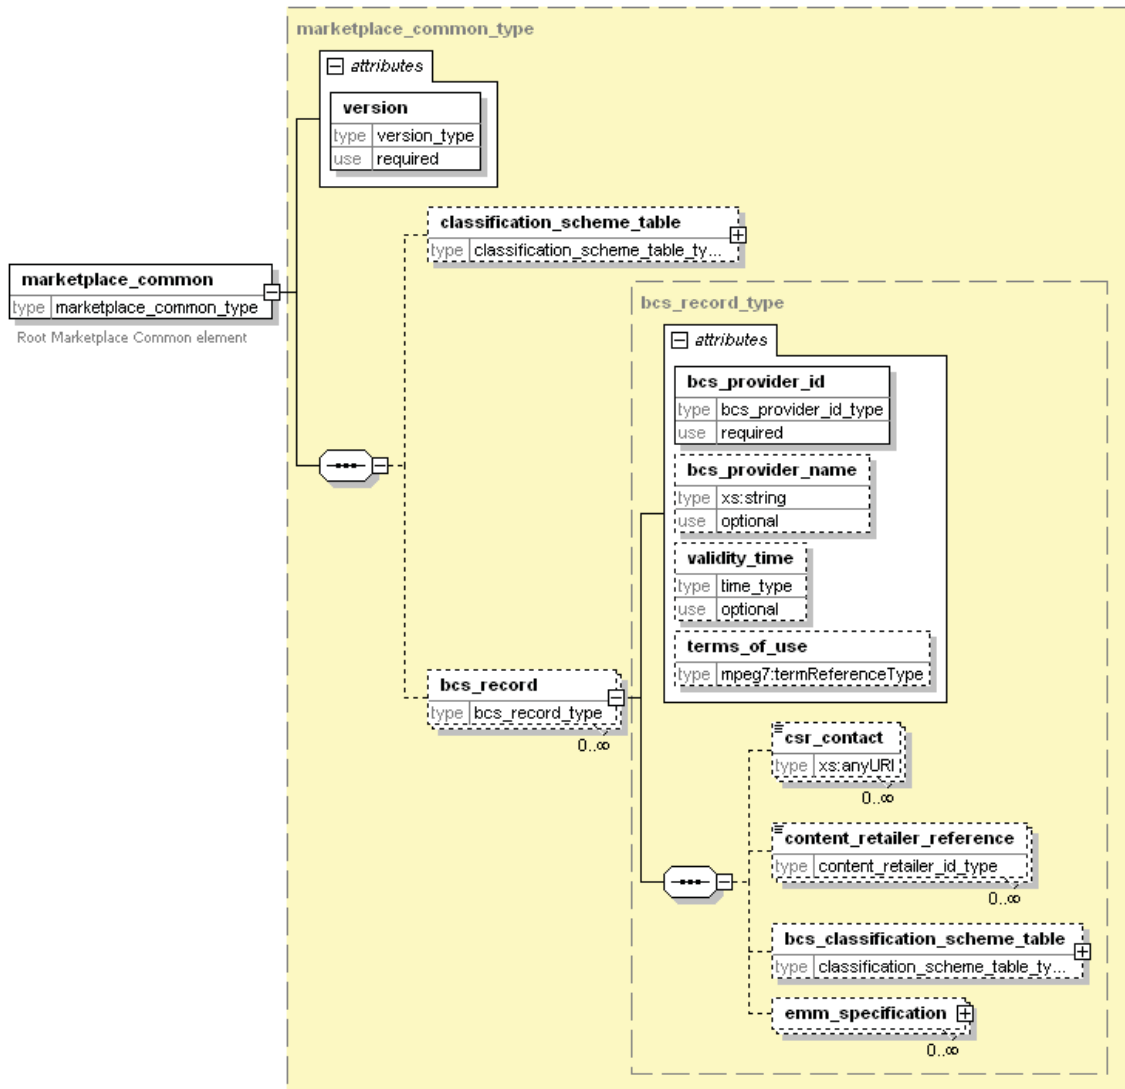 marketplace_common_type
attributes
version
type version_type
use required
classification_scheme_table
type classification_scheme_table_ty...
marketplace_common
type marketplace_common_type
Root Marketplace Common element
bcs_record_type
attributes
bcs_provider_id
type bcs_provider_id_type
use required
bcs_provider_name
type xs:string
use optional
validity_time
type time_type
use optional
terms_of_use
type mpeg7:termReferenceType
bcs_record
type bcs_record_type
0..∞
csr_contact
type xs:anyURI
0..∞
content_retailer_reference
type content_retailer_id_type
0..∞
bcs_classification_scheme_table
type classification_scheme_table_ty...
emm_specification
0..∞